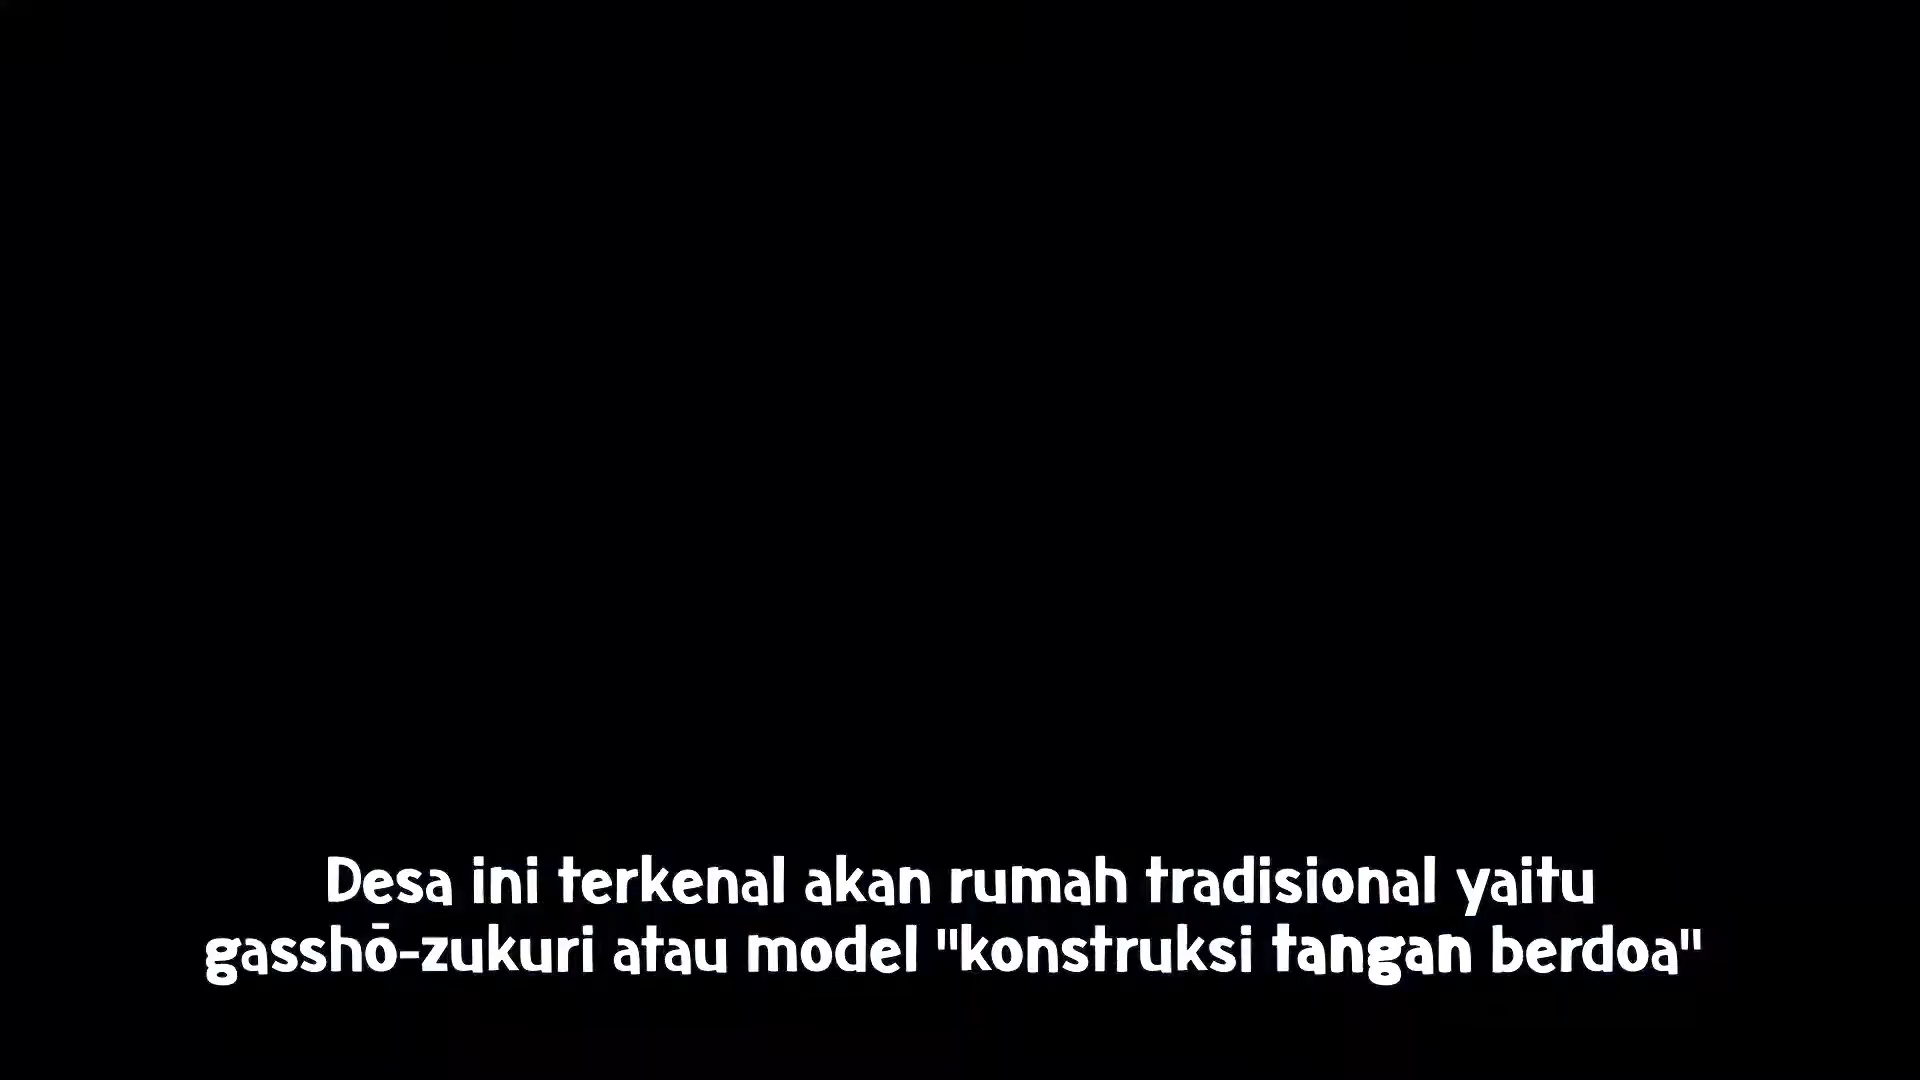 Desa ini terkenal akan rumah tradisional yaitu
gasshō-zukuri atau model "konstruksi tangan berdoa"